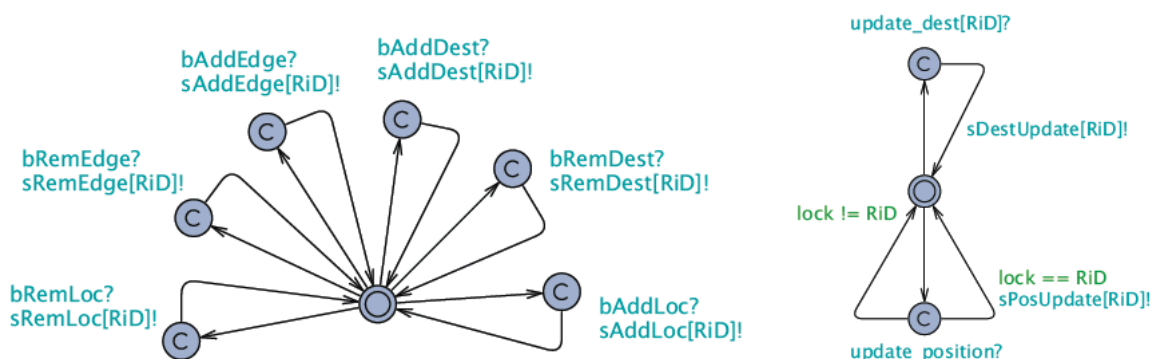 bAddEdge?
sAddEdge[RiD]!
bAddDest?
sAddDest[RiD]!
bRemEdge?
sRemEdge[RiD]!
bRemDest?
sRemDest[RiD]!
bRemLoc?
sRemLoc[RiD]!
bAddLoc?
sAddLoc[RiD]!
C
C
C
C
C
C
update_dest[RiD]?
C
sDestUpdate[RiD]!
lock != RiD
lock == RiD
sPosUpdate[RiD]!
C
update_position?